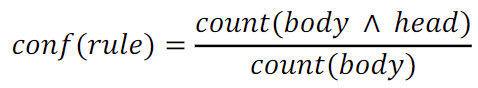 conf(rule) = count(body ∧ head) / count(body)